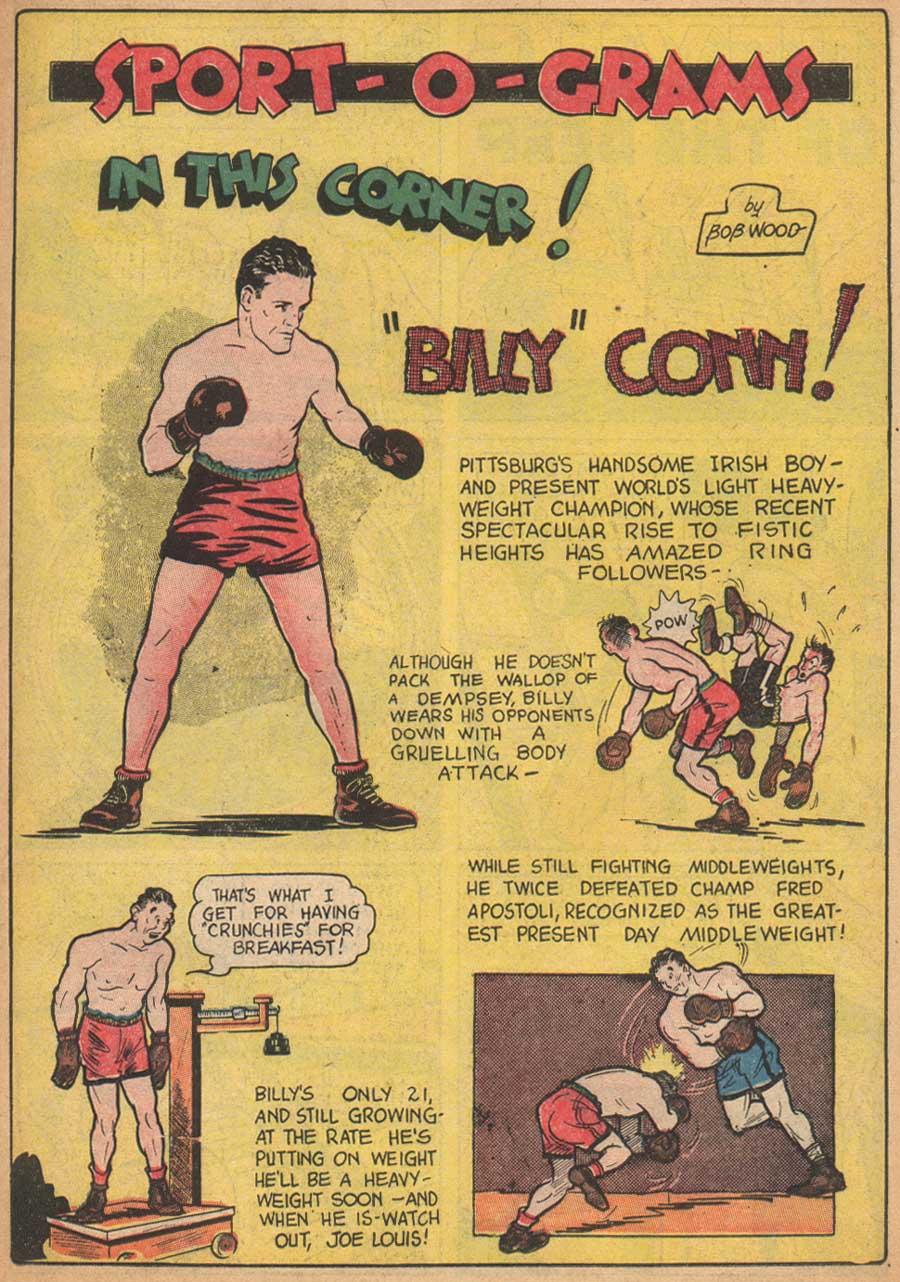 SPORT-O-GRAMS
IN THIS CORNER!
by
BOB WOOD
"BILLY" CONN!
PITTSBURG'S HANDSOME IRISH BOY-
AND PRESENT WORLD'S LIGHT HEAVY-
WEIGHT CHAMPION, WHOSE RECENT
SPECTACULAR RISE TO FISTIC
HEIGHTS HAS AMAZED RING
FOLLOWERS-
POW
ALTHOUGH HE DOESN'T
PACK THE WALLOP OF
A DEMPSEY, BILLY
WEARS HIS OPPONENTS
DOWN WITH A
GRUELLING BODY
ATTACK-
THAT'S WHAT I
GET FOR HAVING
"CRUNCHIES" FOR
BREAKFAST!
BILLY'S ONLY 21,
AND STILL GROWING-
AT THE RATE HE'S
PUTTING ON WEIGHT
HE'LL BE A HEAVY-
WEIGHT SOON -AND
WHEN HE IS-WATCH
OUT, JOE LOUIS!
WHILE STILL FIGHTING MIDDLEWEIGHTS,
HE TWICE DEFEATED CHAMP FRED
APOSTOLI, RECOGNIZED AS THE GREAT-
EST PRESENT DAY MIDDLEWEIGHT!